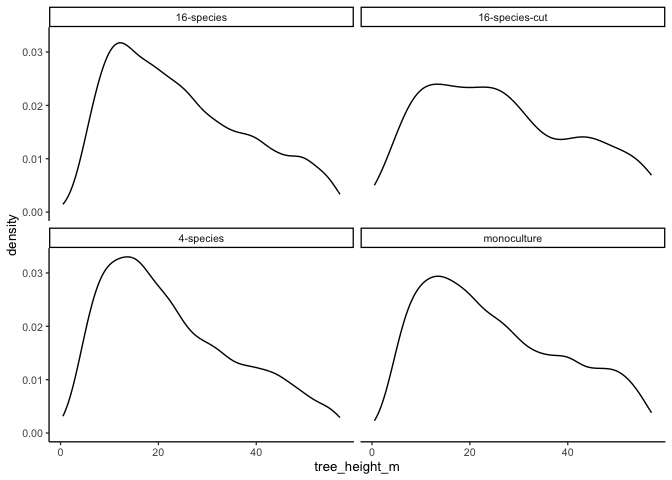 16-species
16-species-cut
0.03
0.02
0.01
0.00
density
4-species
monoculture
0.03
0.02
0.01
0.00
0
20
40
0
20
40
tree_height_m